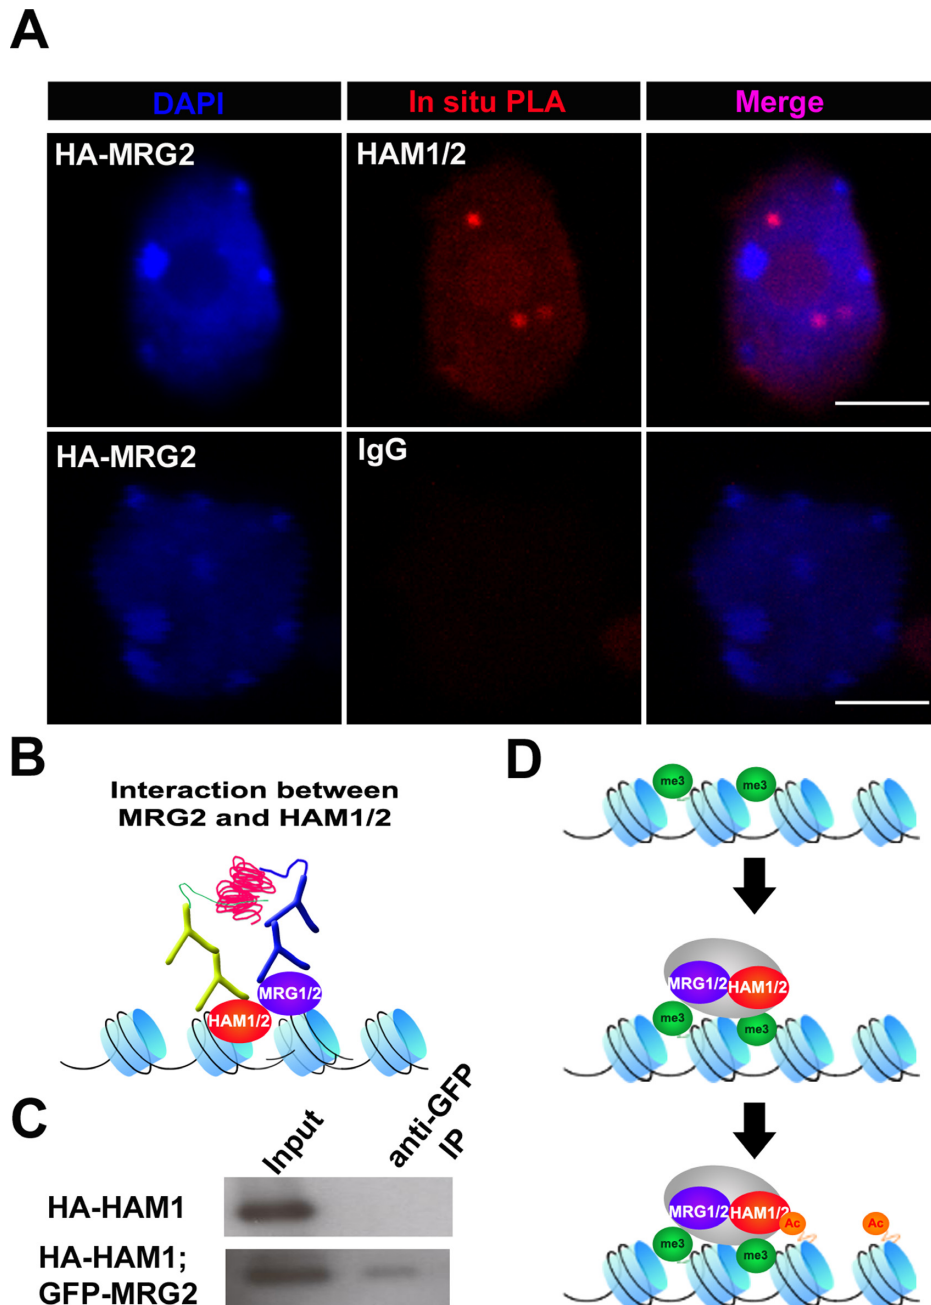 A
DAPI
In situ PLA
Merge
HA-MRG2
HAM1/2
HA-MRG2
IgG
B
Interaction between
MRG2 and HAM1/2
MRG1/2
HAM1/2
C
Input
anti-GFP
IP
HA-HAM1
HA-HAM1;
GFP-MRG2
D
me3
me3
MRG1/2
HAM1/2
me3
me3
MRG1/2
HAM1/2
Ac
Ac
me3
me3